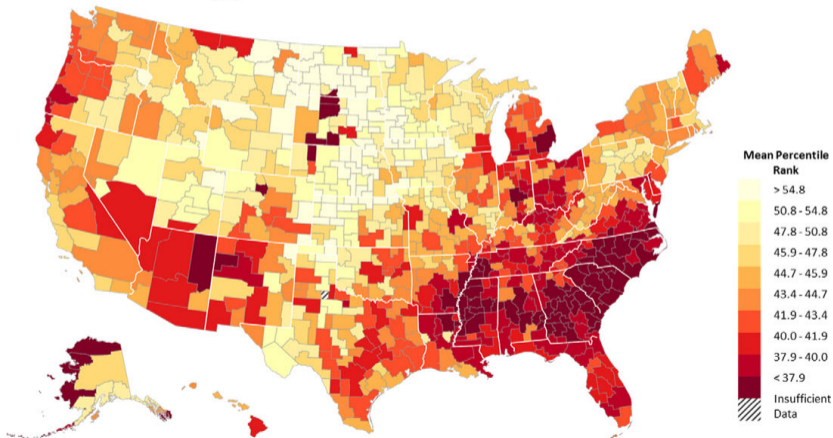 Mean Percentile
Rank
> 54.8
50.8 - 54.8
47.8 - 50.8
45.9 - 47.8
44.7 - 45.9
43.4 - 44.7
41.9 - 43.4
40.0 - 41.9
37.9 - 40.0
< 37.9
Insufficient
Data